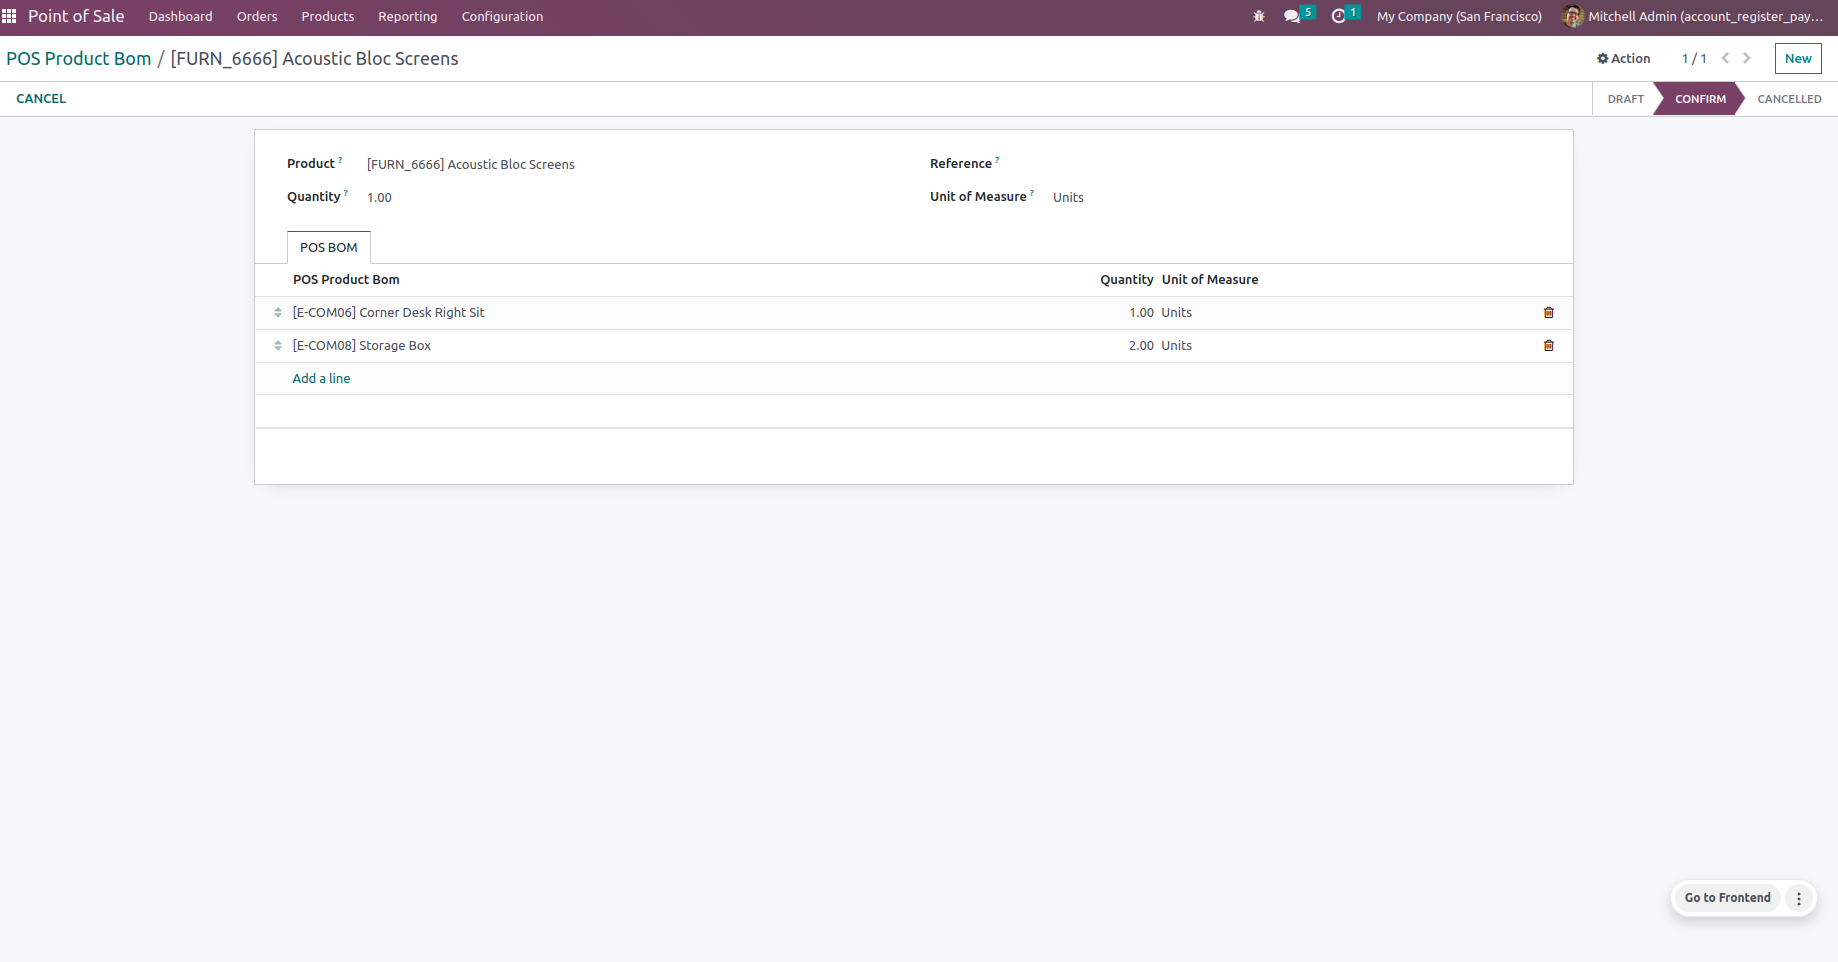 Point of Sale Dashboard Orders Products Reporting Configuration 5 1 My Company (San Francisco) Mitchell Admin (account_register_pay...
POS Product Bom / [FURN_6666] Acoustic Bloc Screens Action 1 / 1 New
CANCEL DRAFT CONFIRM CANCELLED
Product ? [FURN_6666] Acoustic Bloc Screens Reference ?
Quantity ? 1.00 Unit of Measure ? Units
POS BOM
POS Product Bom Quantity Unit of Measure
[E-COM06] Corner Desk Right Sit 1.00 Units
[E-COM08] Storage Box 2.00 Units
Add a line
Go to Frontend